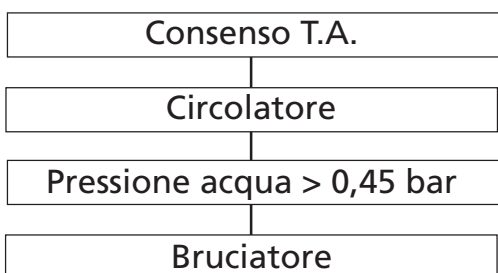 Consenso T.A.
Circolatore
Pressione acqua > 0,45 bar
Bruciatore